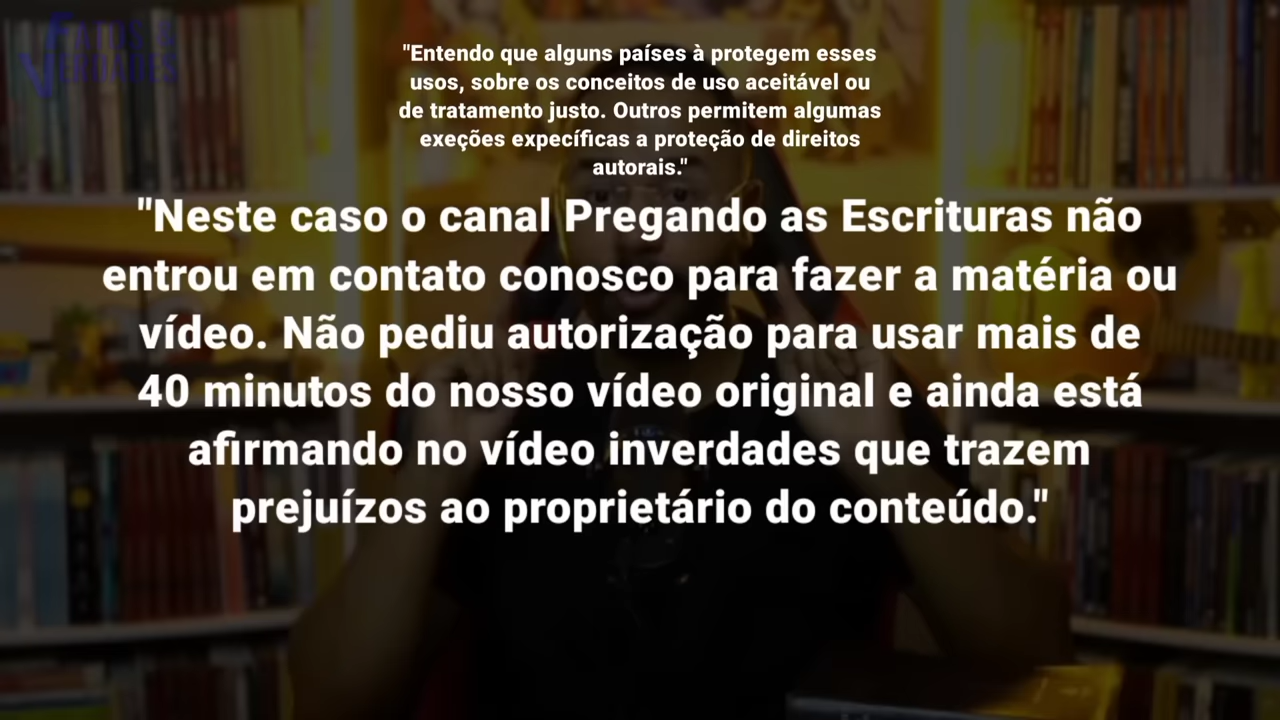 FATOS &
VERDADES
"Entendo que alguns países à protegem esses
usos, sobre os conceitos de uso aceitável ou
de tratamento justo. Outros permitem algumas
exeções expecíficas a proteção de direitos
autorais."
"Neste caso o canal Pregando as Escrituras não
entrou em contato conosco para fazer a matéria ou
vídeo. Não pediu autorização para usar mais de
40 minutos do nosso vídeo original e ainda está
afirmando no vídeo inverdades que trazem
prejuízos ao proprietário do conteúdo."